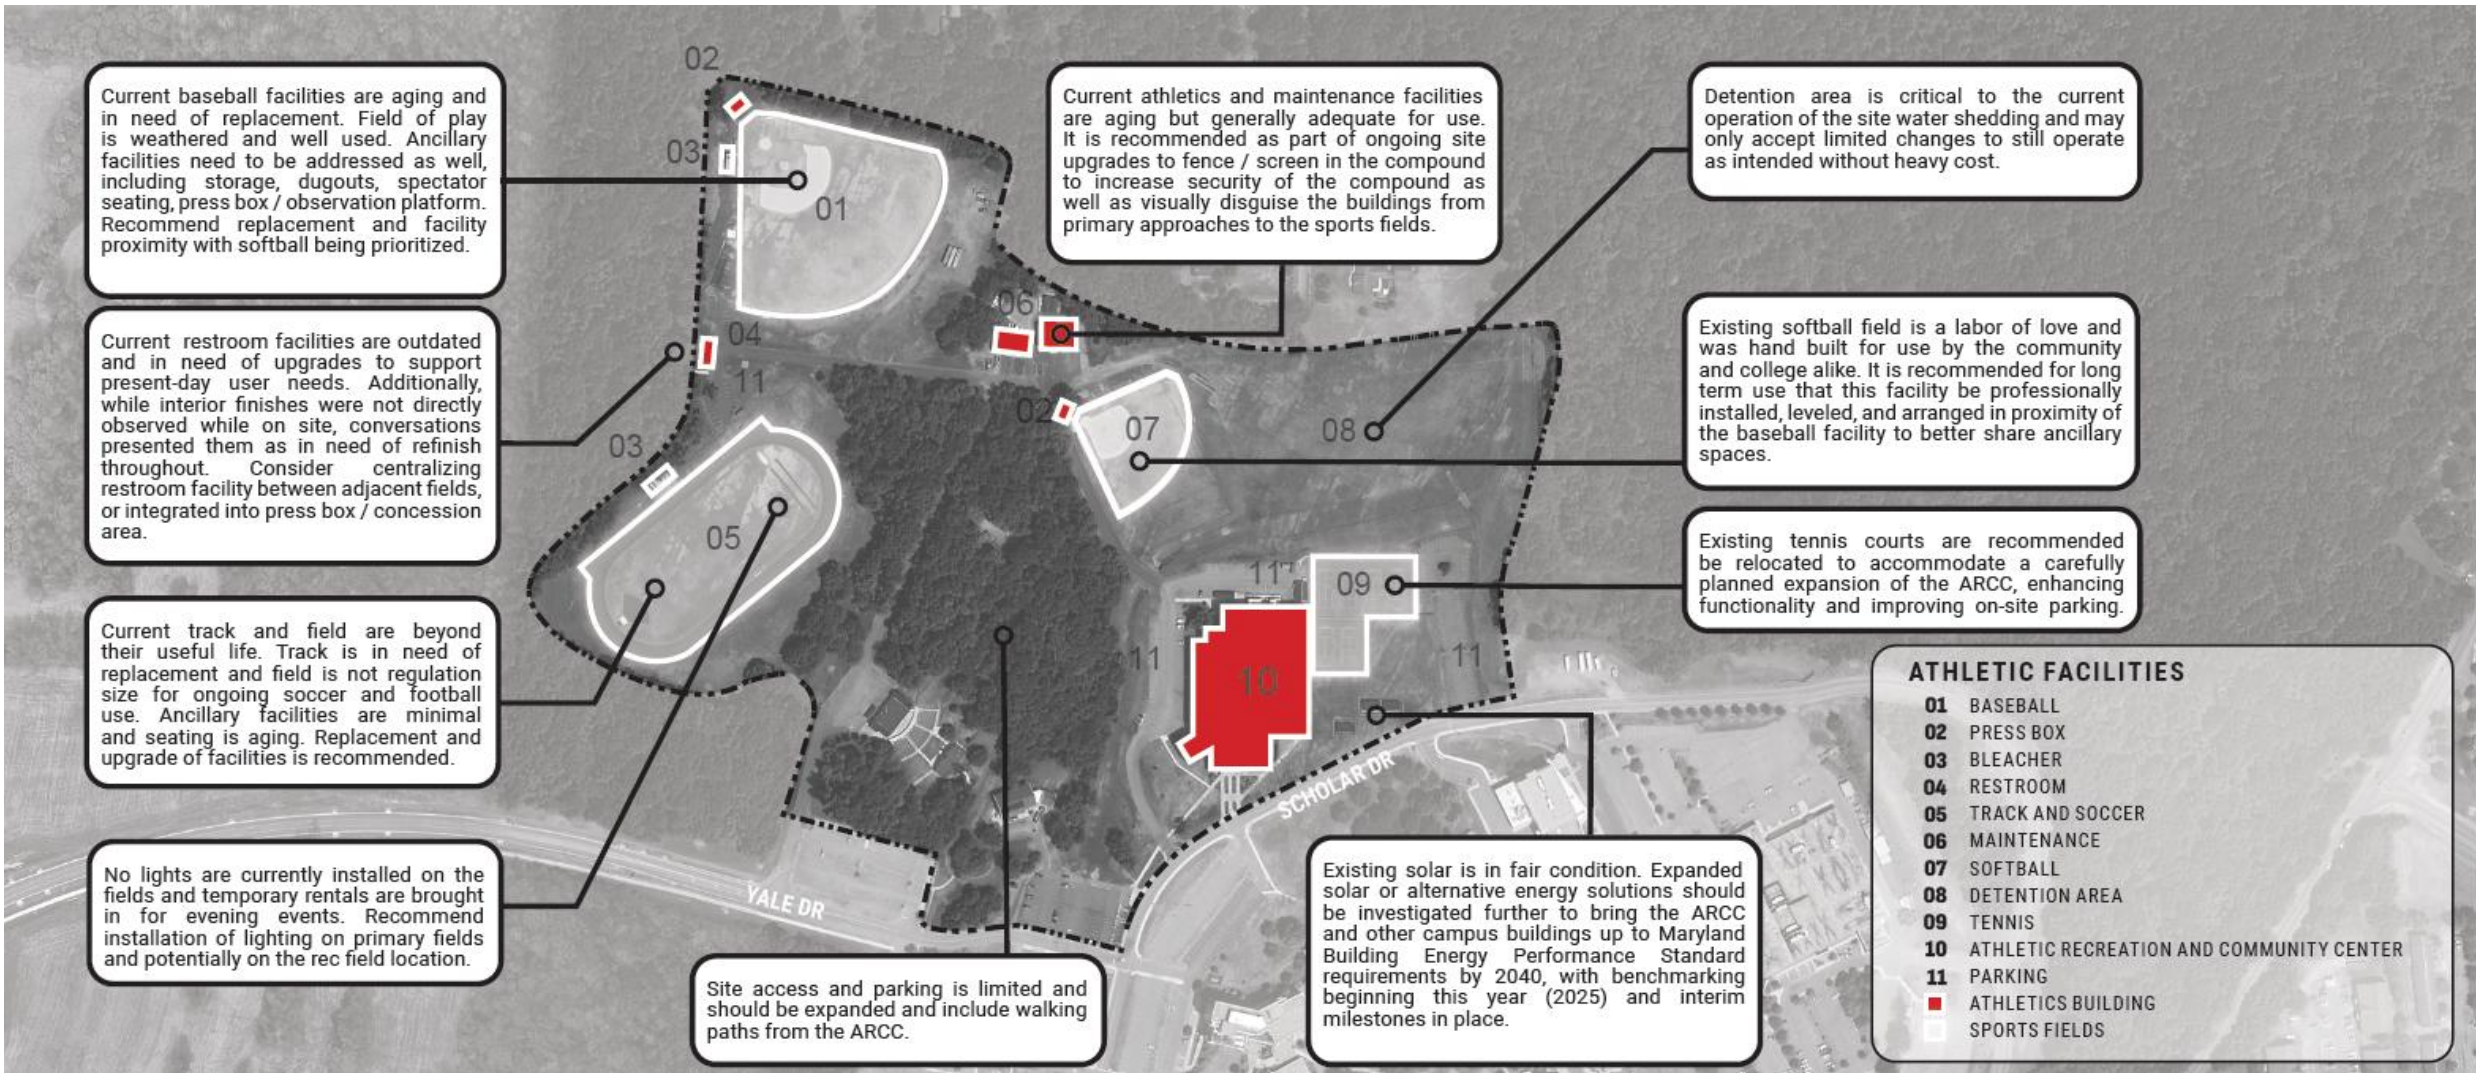 Current baseball facilities are aging and
in need of replacement. Field of play
is weathered and well used. Ancillary
facilities need to be addressed as well,
including storage, dugouts, spectator
seating, press box / observation platform.
Recommend replacement and facility
proximity with softball being prioritized.
Current restroom facilities are outdated
and in need of upgrades to support
present-day user needs. Additionally,
while interior finishes were not directly
observed while on site, conversations
presented them as in need of refinish
throughout. Consider centralizing
restroom facility between adjacent fields,
or integrated into press box / concession
area.
Current track and field are beyond
their useful life. Track is in need of
replacement and field is not regulation
size for ongoing soccer and football
use. Ancillary facilities are minimal
and seating is aging. Replacement and
upgrade of facilities is recommended.
No lights are currently installed on the
fields and temporary rentals are brought
in for evening events. Recommend
installation of lighting on primary fields
and potentially on the rec field location.
02
03
01
04
11
03
05
06
02
07
08
11
09
11
10
11
YALE DR
SCHOLAR DR
Current athletics and maintenance facilities
are aging but generally adequate for use.
It is recommended as part of ongoing site
upgrades to fence / screen in the compound
to increase security of the compound as
well as visually disguise the buildings from
primary approaches to the sports fields.
Site access and parking is limited and
should be expanded and include walking
paths from the ARCC.
Detention area is critical to the current
operation of the site water shedding and may
only accept limited changes to still operate
as intended without heavy cost.
Existing softball field is a labor of love and
was hand built for use by the community
and college alike. It is recommended for long
term use that this facility be professionally
installed, leveled, and arranged in proximity of
the baseball facility to better share ancillary
spaces.
Existing tennis courts are recommended
be relocated to accommodate a carefully
planned expansion of the ARCC, enhancing
functionality and improving on-site parking.
Existing solar is in fair condition. Expanded
solar or alternative energy solutions should
be investigated further to bring the ARCC
and other campus buildings up to Maryland
Building Energy Performance Standard
requirements by 2040, with benchmarking
beginning this year (2025) and interim
milestones in place.
ATHLETIC FACILITIES
01 BASEBALL
02 PRESS BOX
03 BLEACHER
04 RESTROOM
05 TRACK AND SOCCER
06 MAINTENANCE
07 SOFTBALL
08 DETENTION AREA
09 TENNIS
10 ATHLETIC RECREATION AND COMMUNITY CENTER
11 PARKING
ATHLETICS BUILDING
SPORTS FIELDS